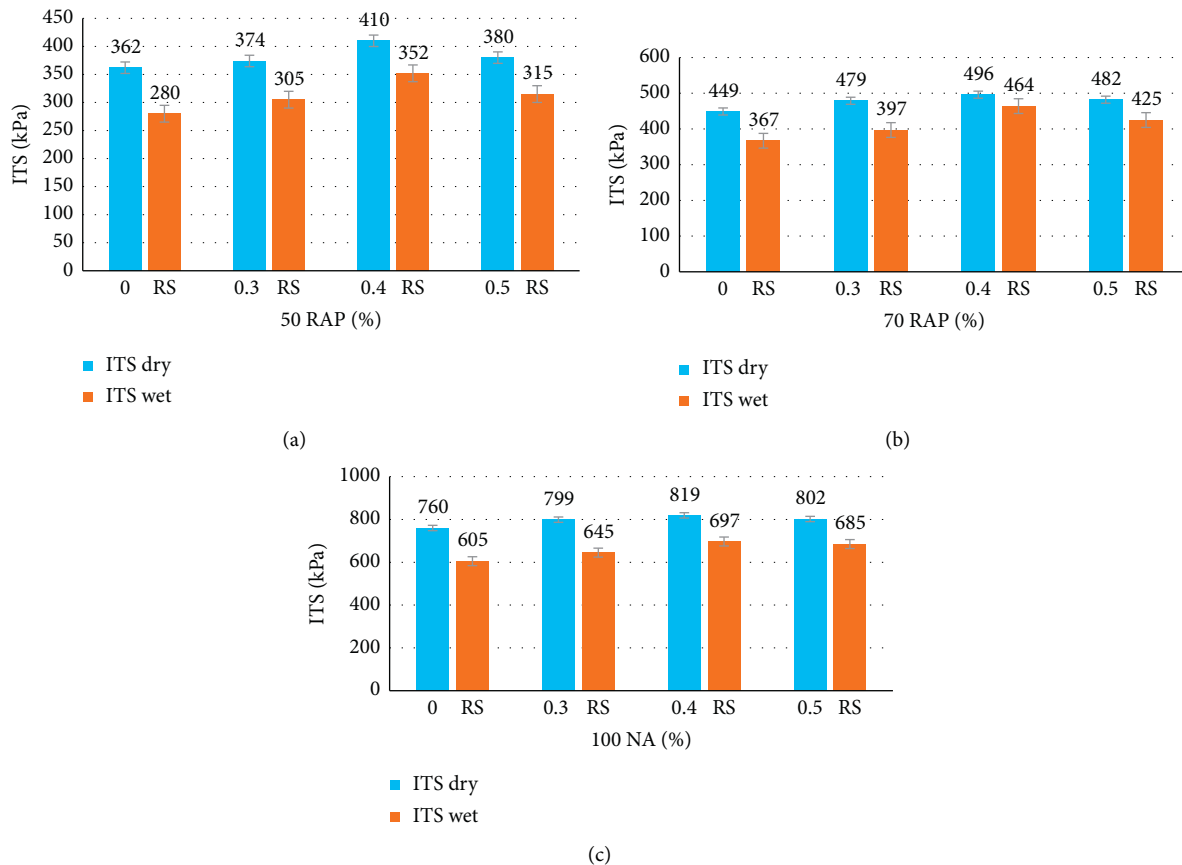 ITS (kPa)
450
400
350
300
250
200
150
100
50
0
362
280
374
305
410
352
380
315
0 RS 0.3 RS 0.4 RS 0.5 RS
50 RAP (%)
ITS dry
ITS wet
(a)
ITS (kPa)
600
500
400
300
200
100
0
449
367
479
397
496
464
482
425
0 RS 0.3 RS 0.4 RS 0.5 RS
70 RAP (%)
ITS dry
ITS wet
(b)
ITS (kPa)
1000
800
600
400
200
0
760
605
799
645
819
697
802
685
0 RS 0.3 RS 0.4 RS 0.5 RS
100 NA (%)
ITS dry
ITS wet
(c)